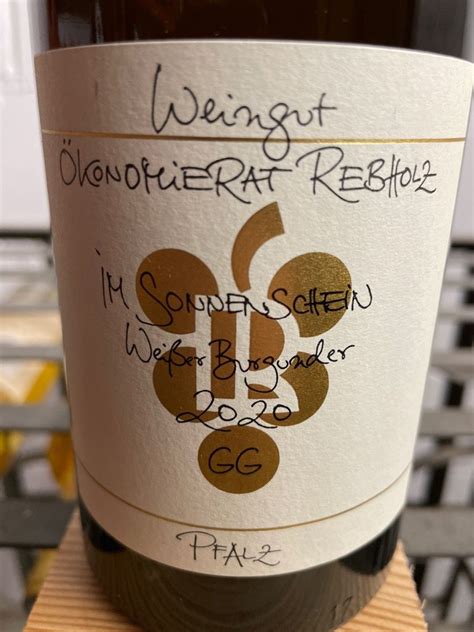 Weingut
ÖKONOMiERAT REBHOLZ
iM SONNENSCHEiN
Weißer Burgunder
2020
GG
PFALZ